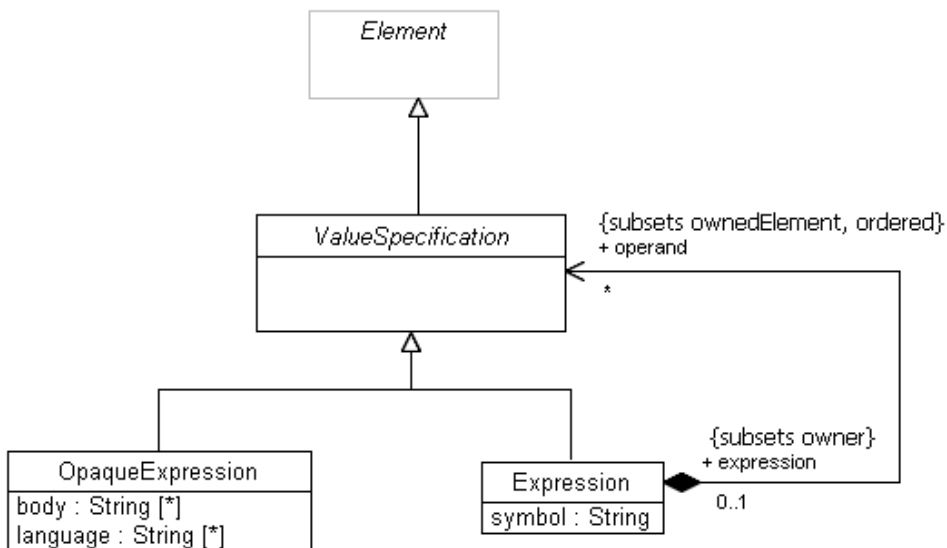 Element
ValueSpecification
{subsets ownedElement, ordered}
+ operand
*
{subsets owner}
+ expression
0..1
OpaqueExpression
body : String [*]
language : String [*]
Expression
symbol : String